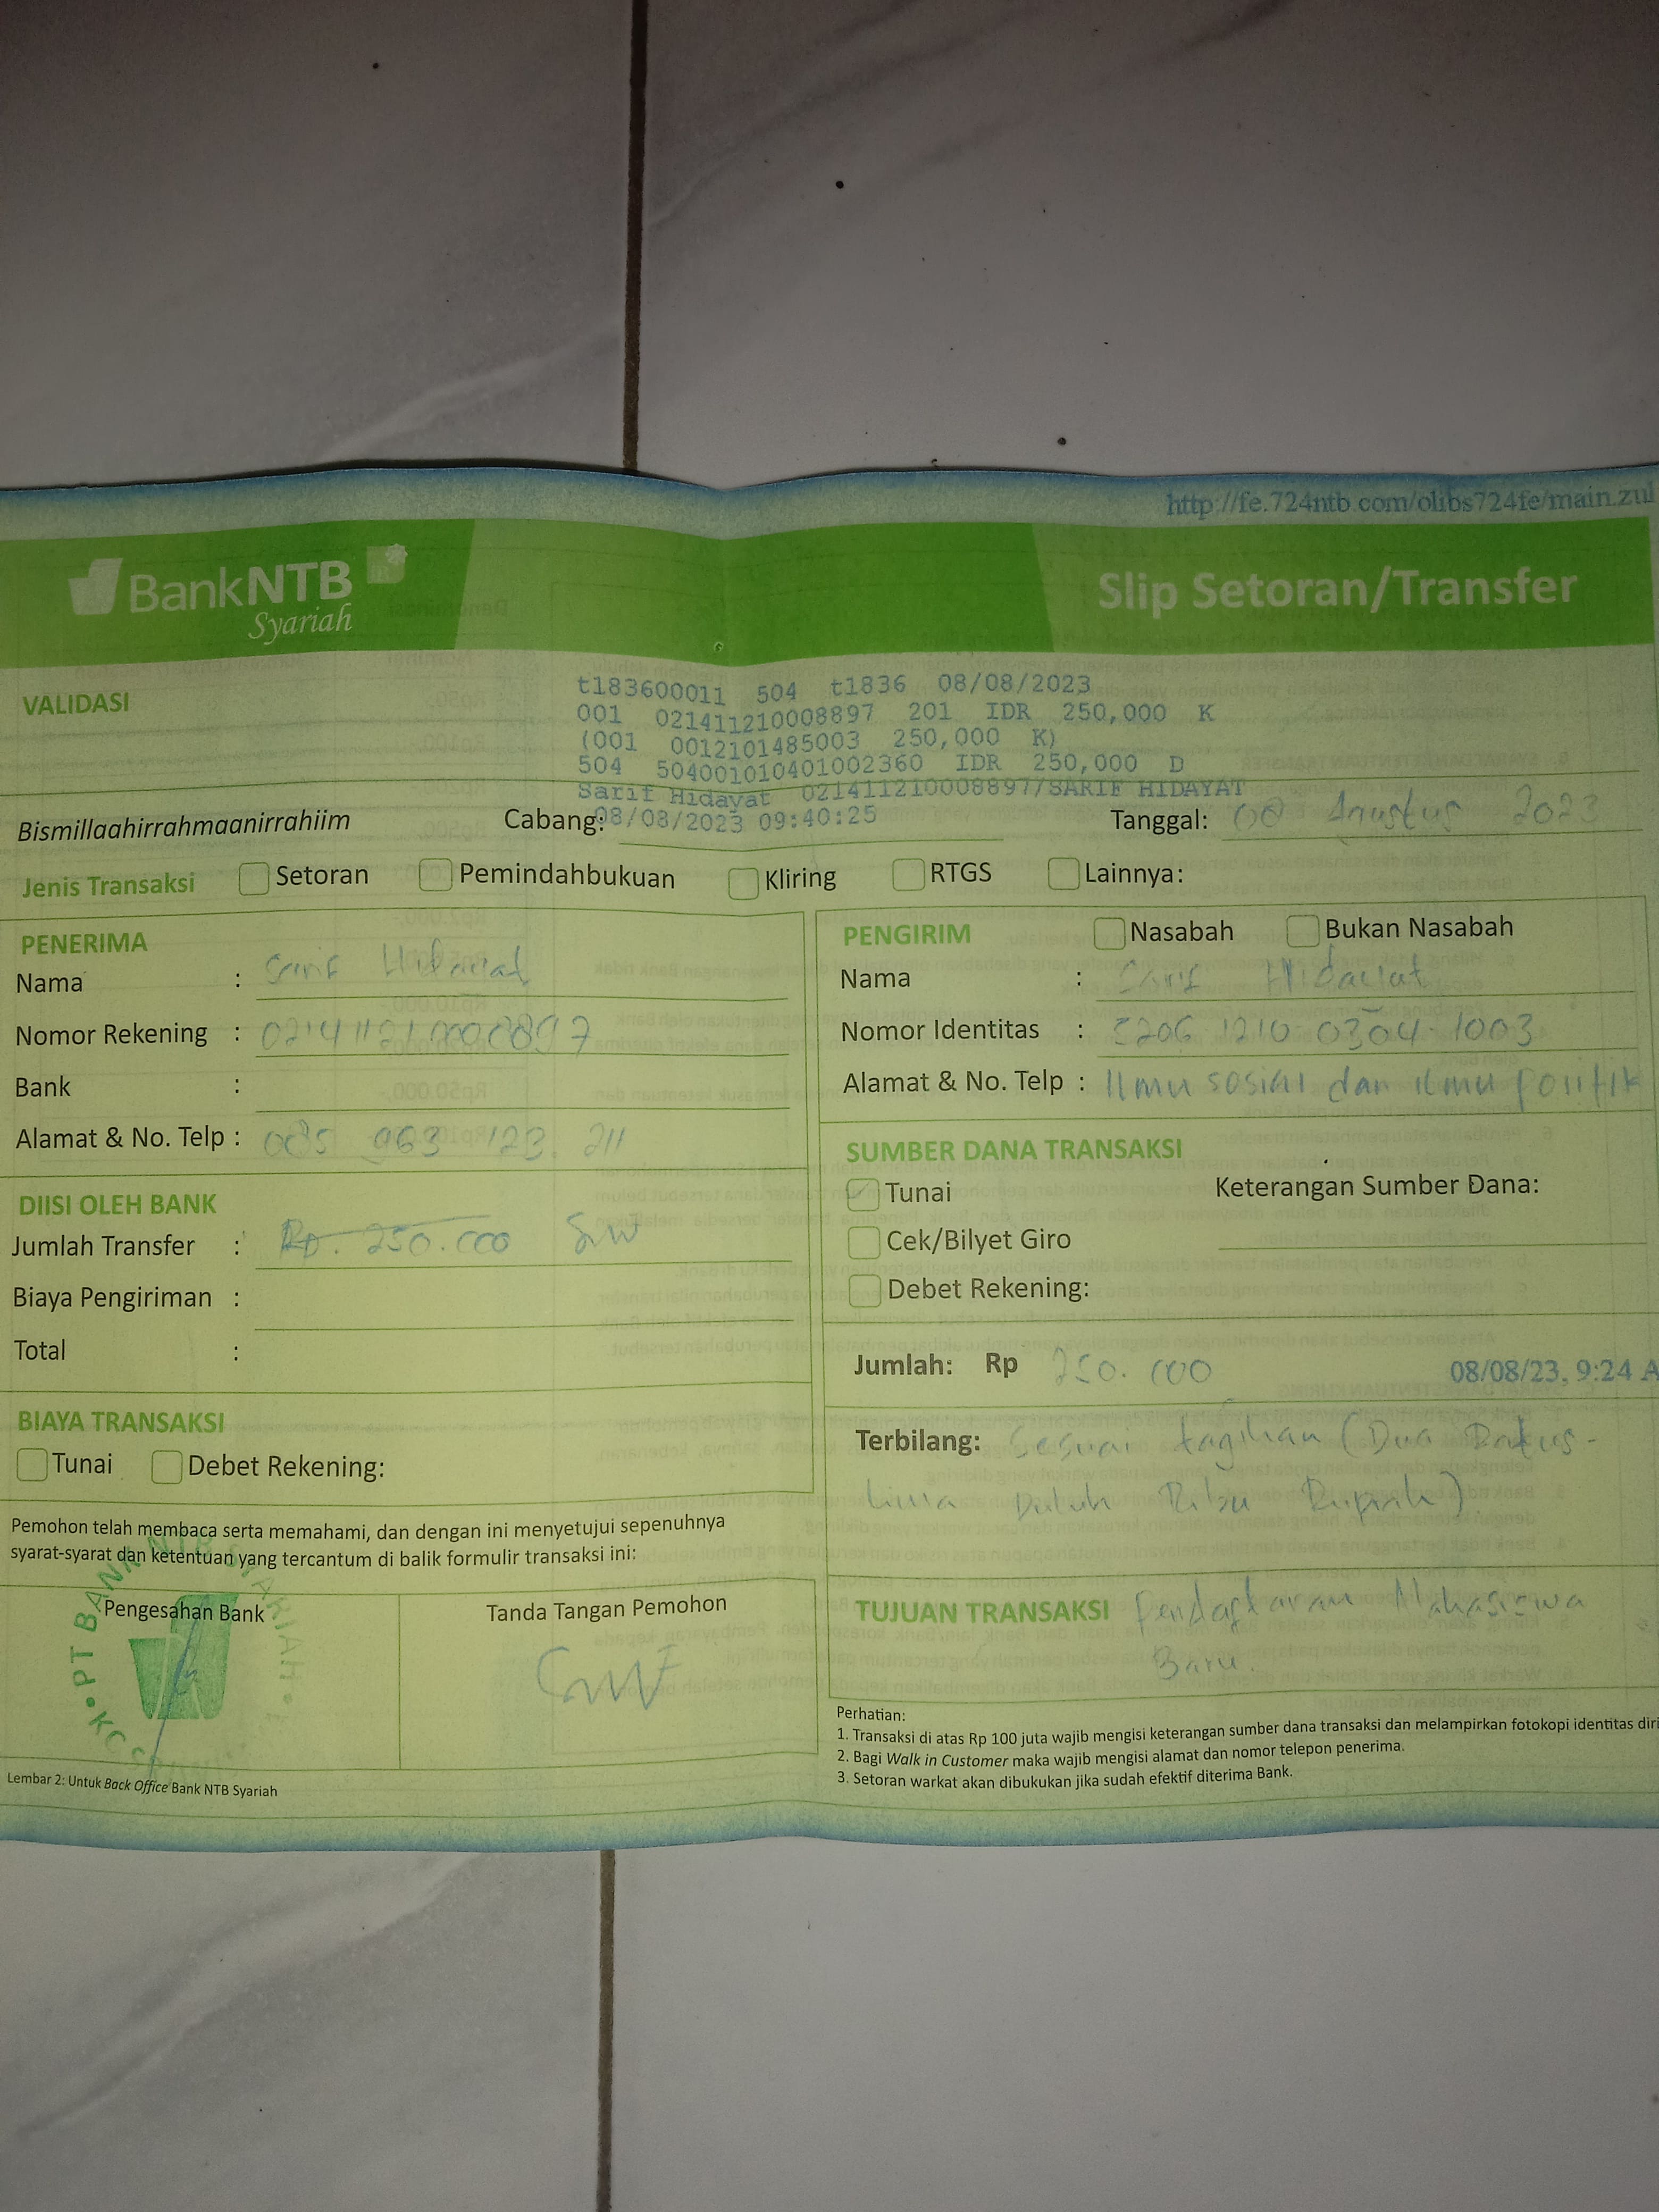 http://fe.724ntb.com/olibs724fe/main.zul
BankNTB
Syariah
Slip Setoran/Transfer
VALIDASI
t183600011 504 t1836 08/08/2023
001 021411210008897 201 IDR 250,000 K
(001 0012101485003 250,000 K)
504 504001010401002360 IDR 250,000 D
Sarif Hidayat 021411210008897/SARIF HIDAYAT
08/08/2023 09:40:25
Bismillaahirrahmaanirrahiim Cabang: Tanggal: 08 Agustus 2023
Jenis Transaksi Setoran Pemindahbukuan Kliring RTGS Lainnya:
PENERIMA
Nama : Sarif Hidayat
Nomor Rekening : 021411210008897
Bank :
Alamat & No. Telp : 085 963 123 211
DIISI OLEH BANK
Jumlah Transfer : Rp. 250.000
Biaya Pengiriman :
Total :
BIAYA TRANSAKSI
Tunai Debet Rekening:
Pemohon telah membaca serta memahami, dan dengan ini menyetujui sepenuhnya
syarat-syarat dan ketentuan yang tercantum di balik formulir transaksi ini:
Pengesahan Bank Tanda Tangan Pemohon
PT BANK NTB SYARIAH
KC
Lembar 2: Untuk Back Office Bank NTB Syariah
PENGIRIM Nasabah Bukan Nasabah
Nama : Sarif Hidayat
Nomor Identitas : 5206 1210 0304 1003
Alamat & No. Telp : Ilmu sosial dan ilmu politik
SUMBER DANA TRANSAKSI
Tunai Keterangan Sumber Dana:
Cek/Bilyet Giro
Debet Rekening:
Jumlah: Rp 250.000 08/08/23, 9:24 A
Terbilang: Sesuai tagihan (Dua Ratus-
Lima Puluh Ribu Rupiah)
TUJUAN TRANSAKSI Pendaftaran Mahasiswa
Baru.
Perhatian:
1. Transaksi di atas Rp 100 juta wajib mengisi keterangan sumber dana transaksi dan melampirkan fotokopi identitas diri
2. Bagi Walk in Customer maka wajib mengisi alamat dan nomor telepon penerima.
3. Setoran warkat akan dibukukan jika sudah efektif diterima Bank.